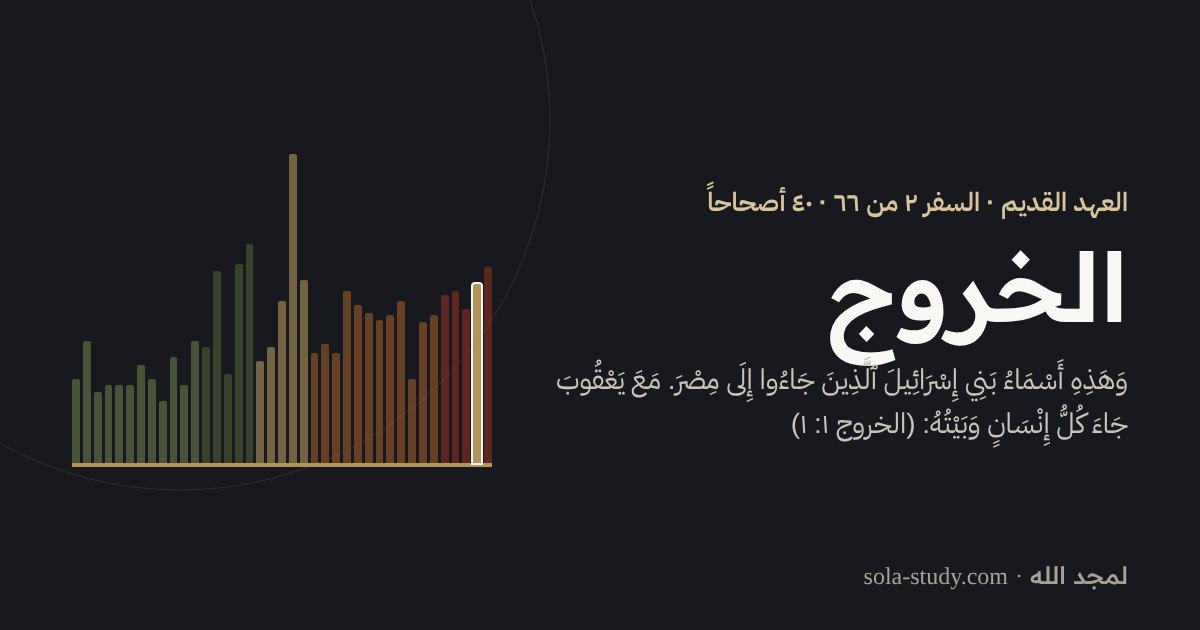 العهد القديم · السفر ٢ من ٦٦ · ٤٠ أصحاحاً
الخروج
وَهَذِهِ أَسْمَاءُ بَنِي إِسْرَائِيلَ ٱلَّذِينَ جَاءُوا إِلَى مِصْرَ. مَعَ يَعْقُوبَ
جَاءَ كُلُّ إِنْسَانٍ وَبَيْتُهُ: (الخروج ١: ١)
لمجد الله · sola-study.com